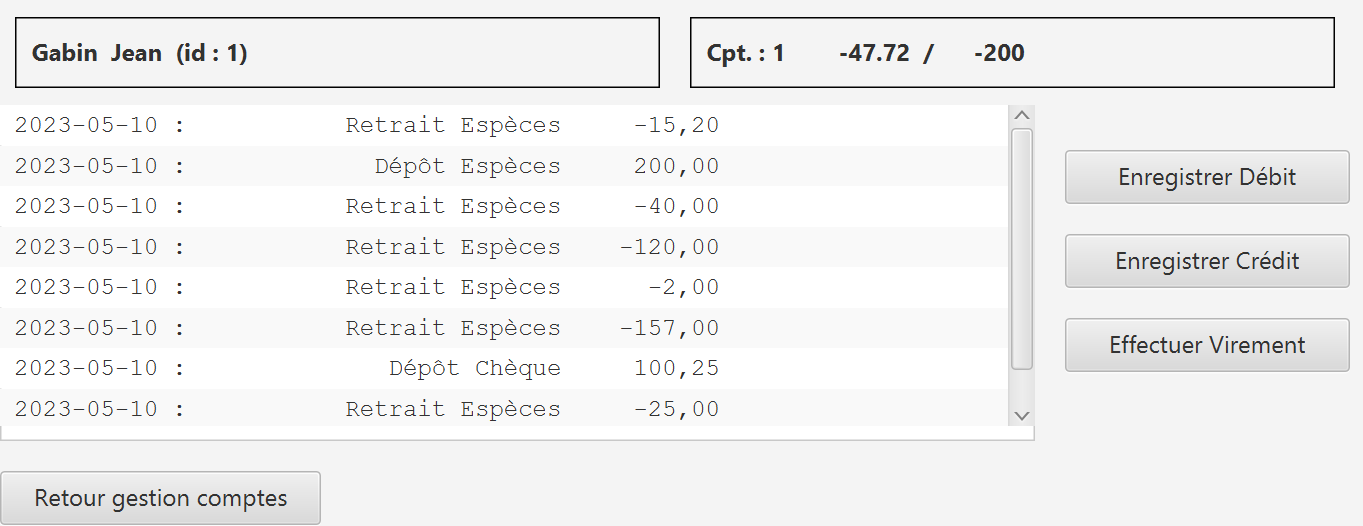 Gabin Jean (id : 1)
Cpt. : 1 -47.72 / -200
2023-05-10 : Retrait Espèces -15,20
2023-05-10 : Dépôt Espèces 200,00
2023-05-10 : Retrait Espèces -40,00
2023-05-10 : Retrait Espèces -120,00
2023-05-10 : Retrait Espèces -2,00
2023-05-10 : Retrait Espèces -157,00
2023-05-10 : Dépôt Chèque 100,25
2023-05-10 : Retrait Espèces -25,00
Enregistrer Débit
Enregistrer Crédit
Effectuer Virement
Retour gestion comptes